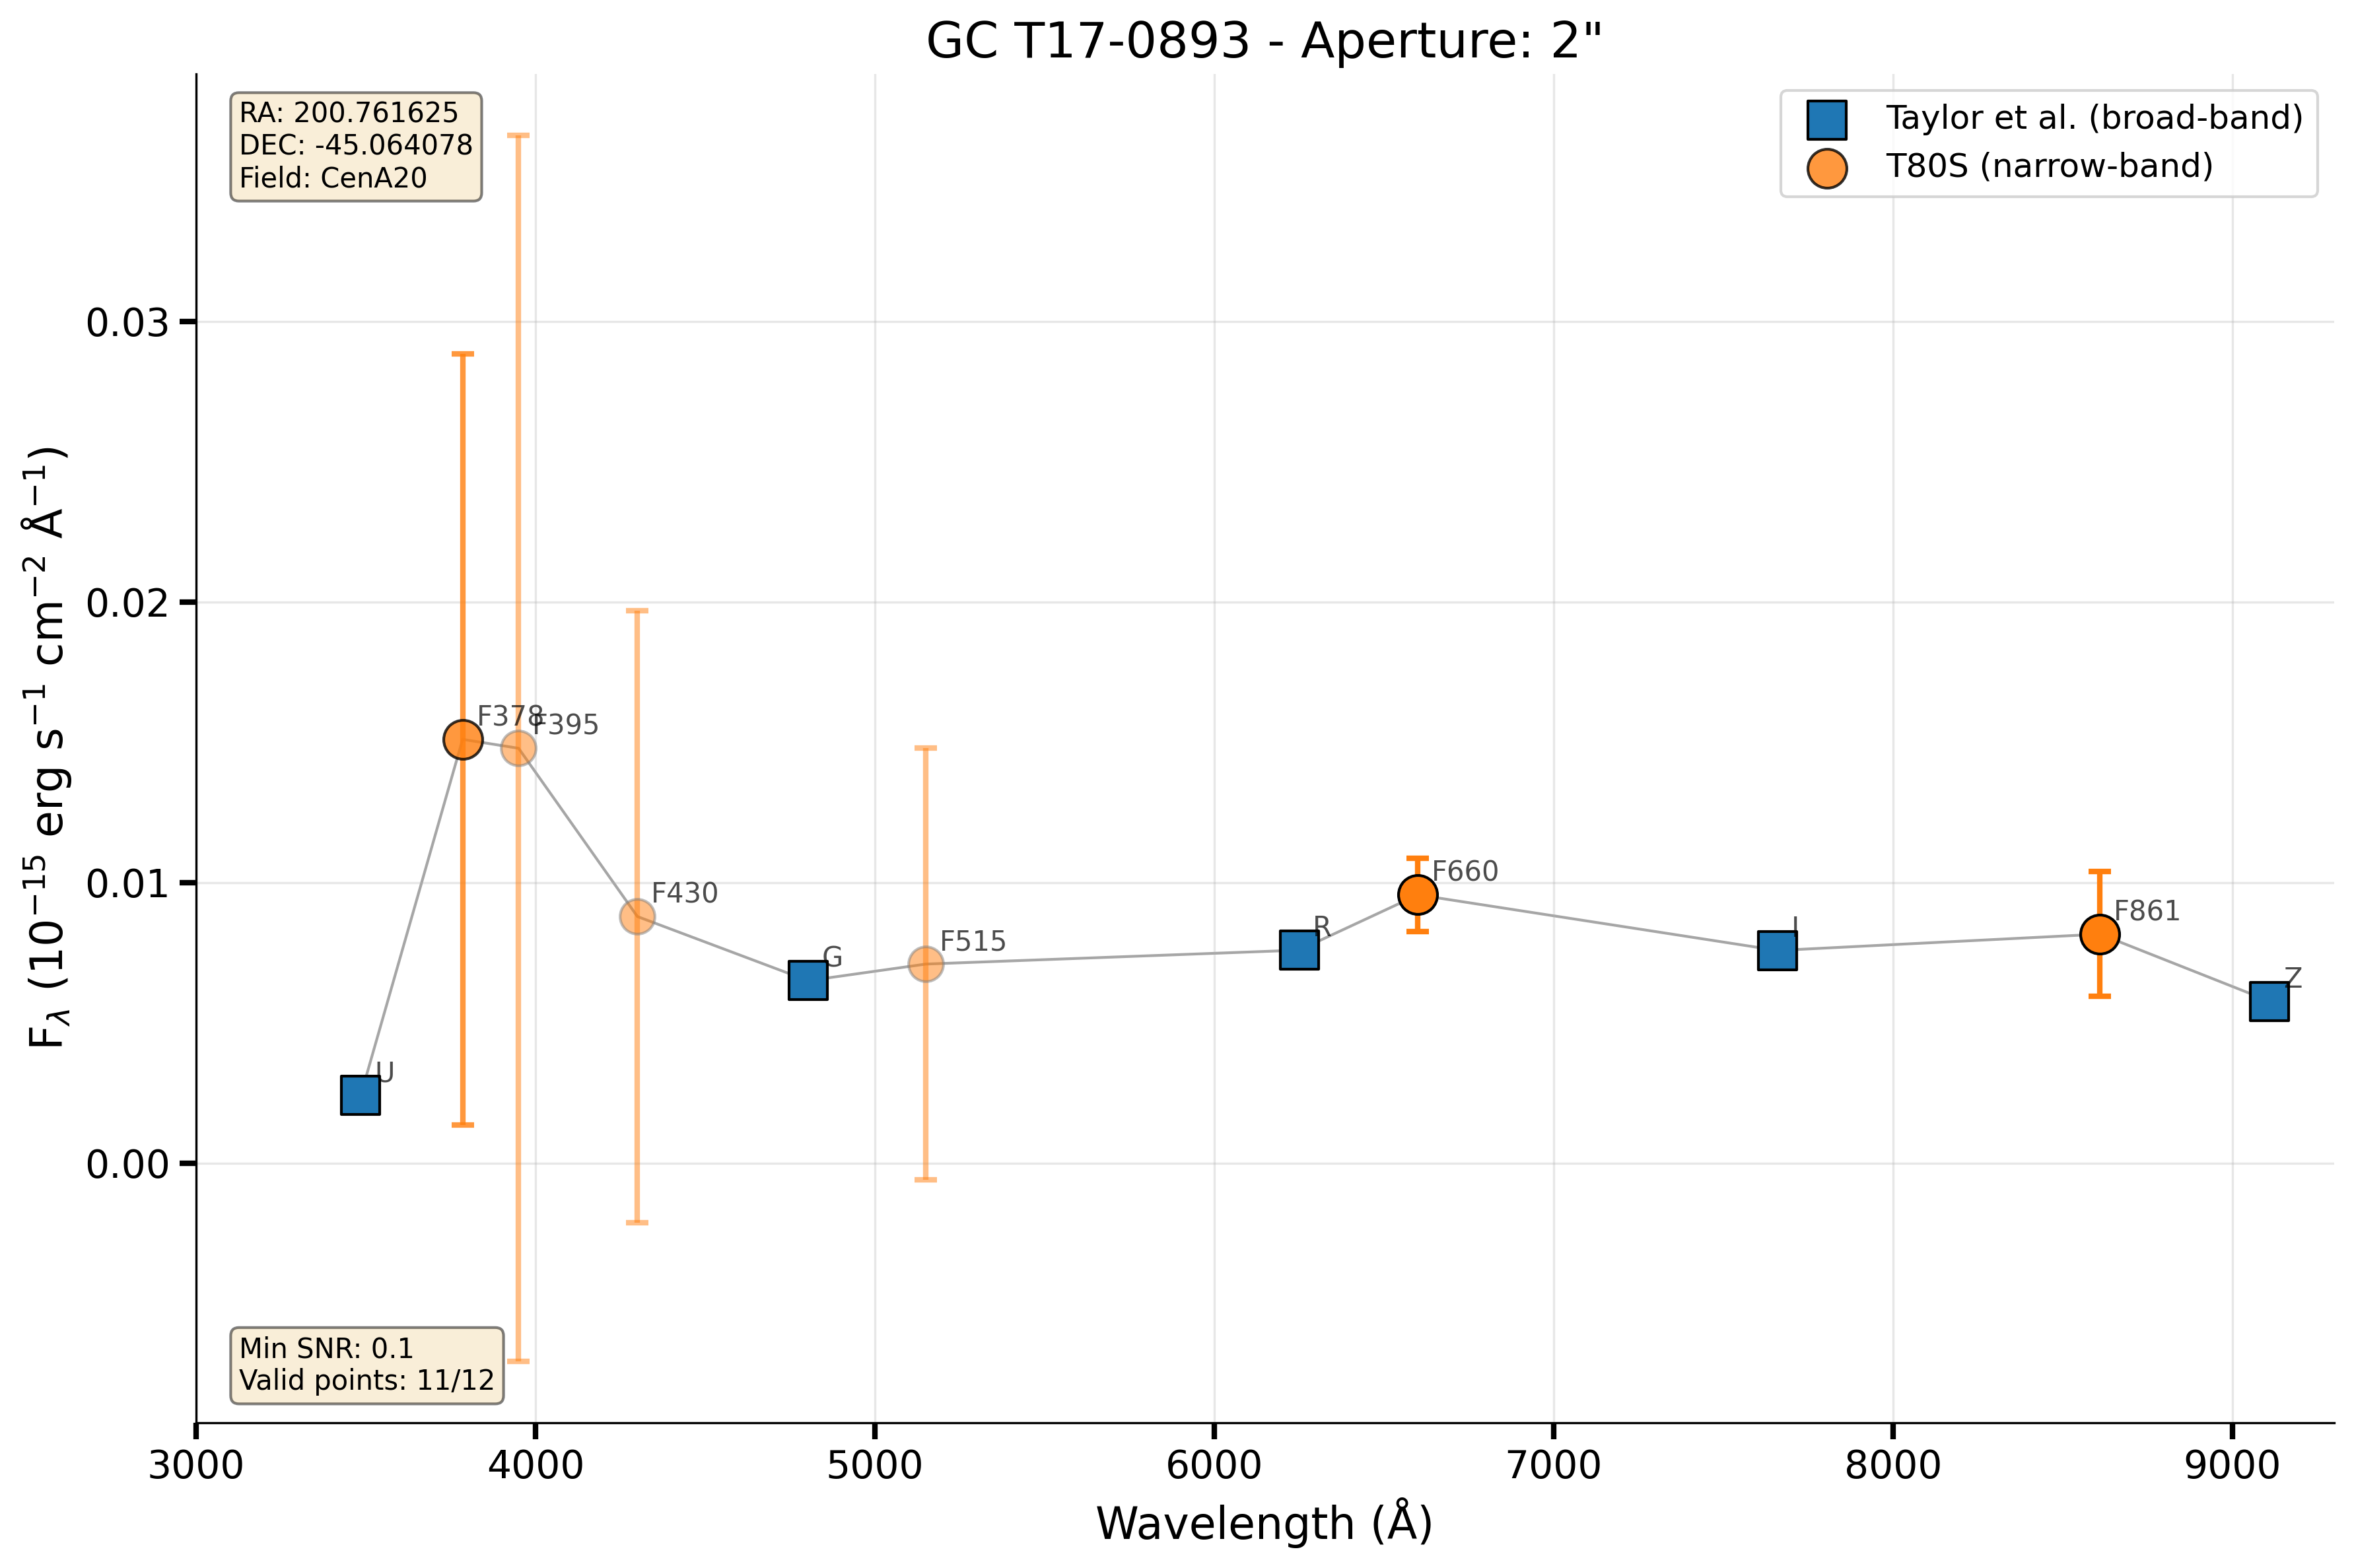 GC T17-0893 - Aperture: 2"
RA: 200.761625
DEC: -45.064078
Field: CenA20
Taylor et al. (broad-band)
T80S (narrow-band)
F$_{\lambda}$ (10$^{-15}$ erg s$^{-1}$ cm$^{-2}$ Å$^{-1}$)
0.03
0.02
0.01
0.00
U
F378
F395
F430
G
F515
R
F660
I
F861
Z
Min SNR: 0.1
Valid points: 11/12
3000 4000 5000 6000 7000 8000 9000
Wavelength (Å)